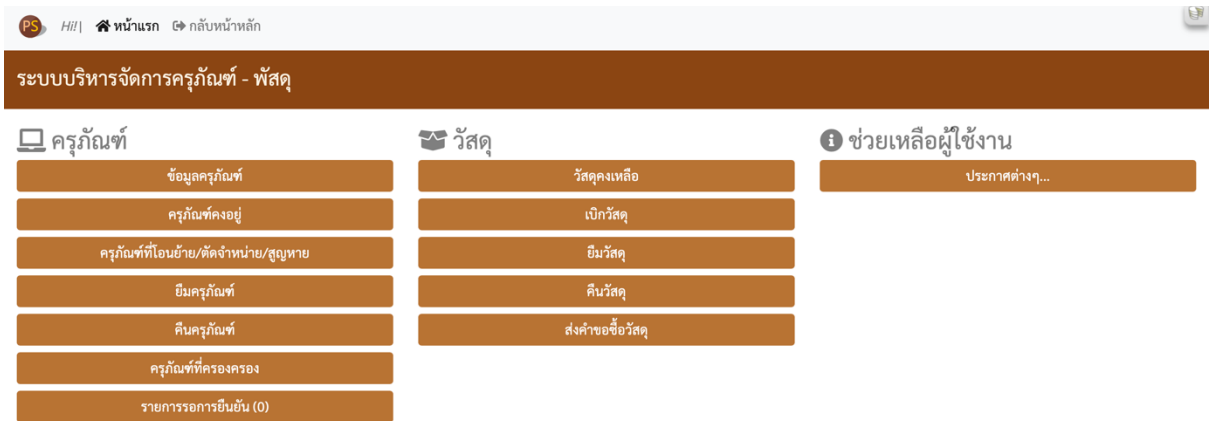 PS Hi! | หน้าแรก กลับหน้าหลัก
ระบบบริหารจัดการครุภัณฑ์ - พัสดุ
ครุภัณฑ์
ข้อมูลครุภัณฑ์
ครุภัณฑ์คงอยู่
ครุภัณฑ์ที่โอนย้าย/ตัดจำหน่าย/สูญหาย
ยืมครุภัณฑ์
คืนครุภัณฑ์
ครุภัณฑ์ที่ครองครอง
รายการรอการยืนยัน (0)
วัสดุ
วัสดุคงเหลือ
เบิกวัสดุ
ยืมวัสดุ
คืนวัสดุ
ส่งคำขอซื้อวัสดุ
ช่วยเหลือผู้ใช้งาน
ประกาศต่างๆ...